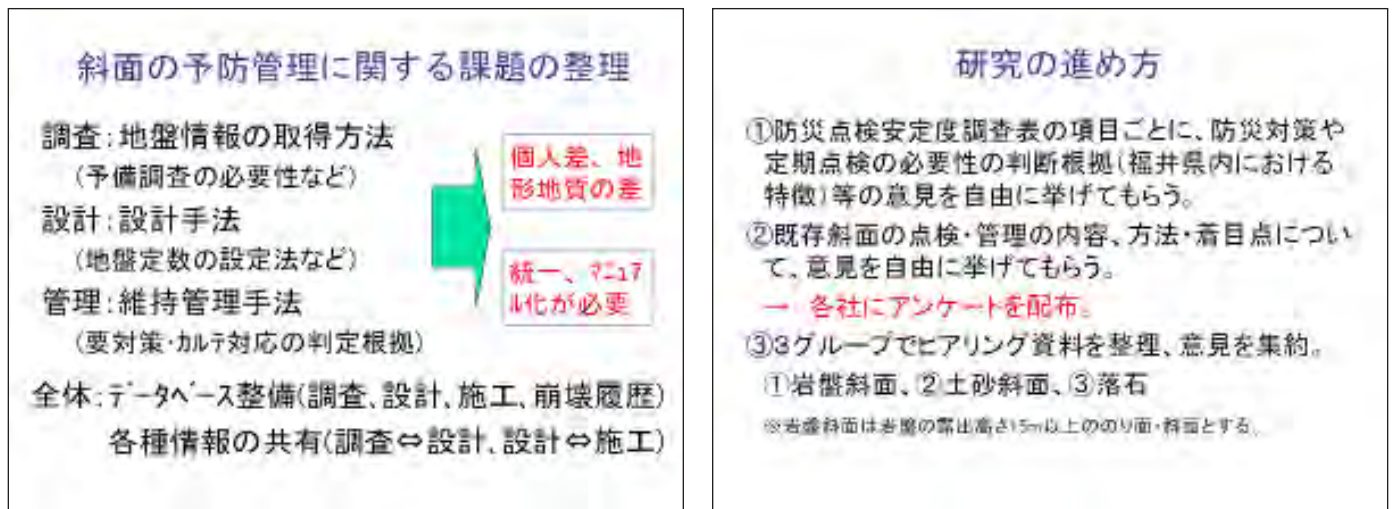 斜面の予防管理に関する課題の整理
調査:地盤情報の取得方法
(予備調査の必要性など)
設計:設計手法
(地盤定数の設定法など)
管理:維持管理手法
(要対策・ｶﾙﾃ対応の判定根拠)
個人差、地
形地質の差
統一、ﾏﾆｭｱ
ﾙ化が必要
全体:ﾃﾞｰﾀﾍﾞｰｽ整備(調査、設計、施工、崩壊履歴)
各種情報の共有(調査⇔設計、設計⇔施工)
研究の進め方
①防災点検安定度調査表の項目ごとに、防災対策や
定期点検の必要性の判断根拠(福井県内における
特徴)等の意見を自由に挙げてもらう。
②既存斜面の点検・管理の内容、方法・着目点につい
て、意見を自由に挙げてもらう。
→ 各社にアンケートを配布。
③3グループでヒアリング資料を整理、意見を集約。
①岩盤斜面、②土砂斜面、③落石
※岩盤斜面は岩盤の露出高さ15m以上ののり面・斜面とする。